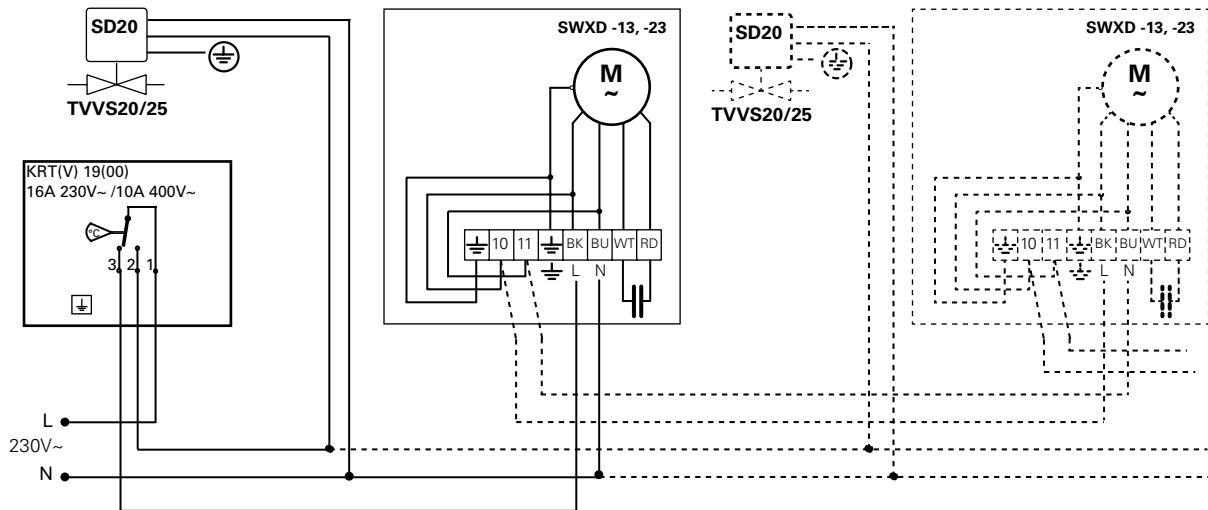 SD20
TVVS20/25
KRT(V) 19(00)
16A 230V~ /10A 400V~
°C
3 2 1
L
230V~
N
SWXD -13, -23
M
~
10 11 BK BU WT RD
L N
SD20
TVVS20/25
SWXD -13, -23
M
~
10 11 BK BU WT RD
L N